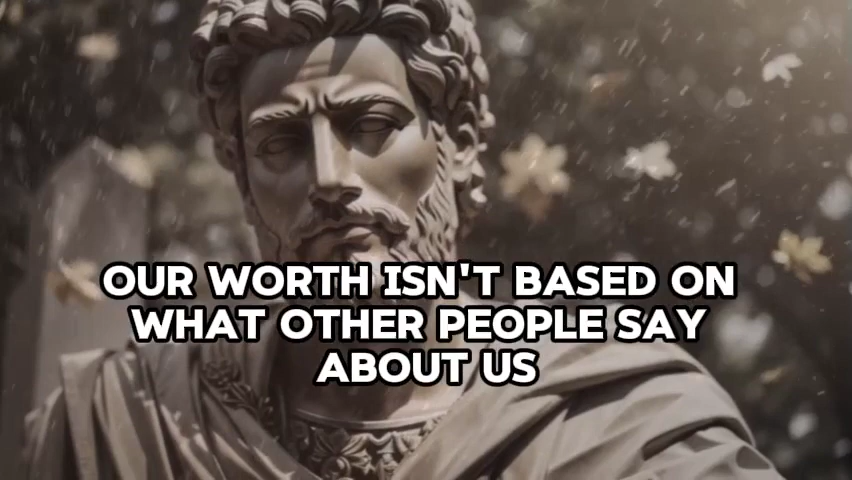 OUR WORTH ISN'T BASED ON
WHAT OTHER PEOPLE SAY
ABOUT US